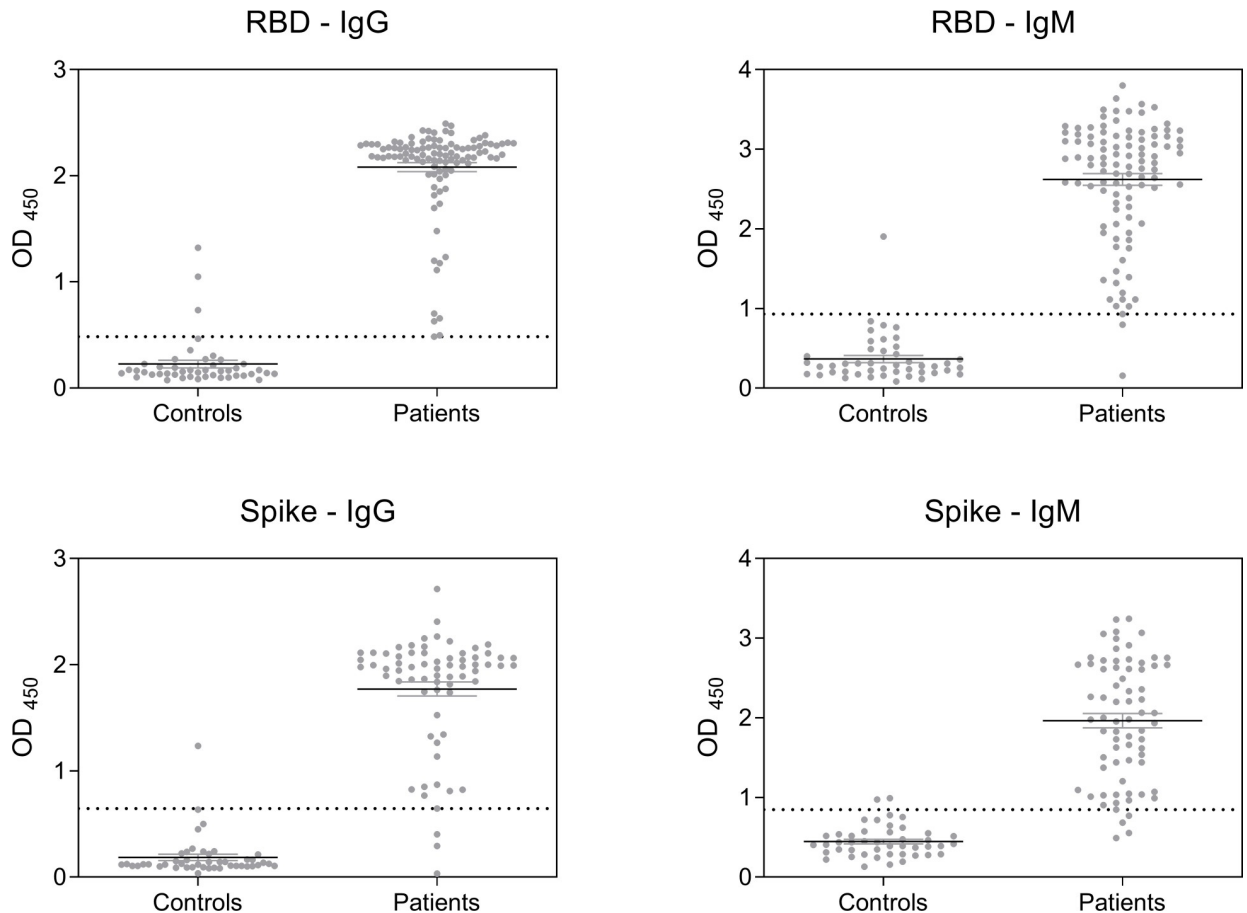 RBD - IgG
3
2
1
0
OD 450
Controls
Patients
RBD - IgM
4
3
2
1
0
OD 450
Controls
Patients
Spike - IgG
3
2
1
0
OD 450
Controls
Patients
Spike - IgM
4
3
2
1
0
OD 450
Controls
Patients